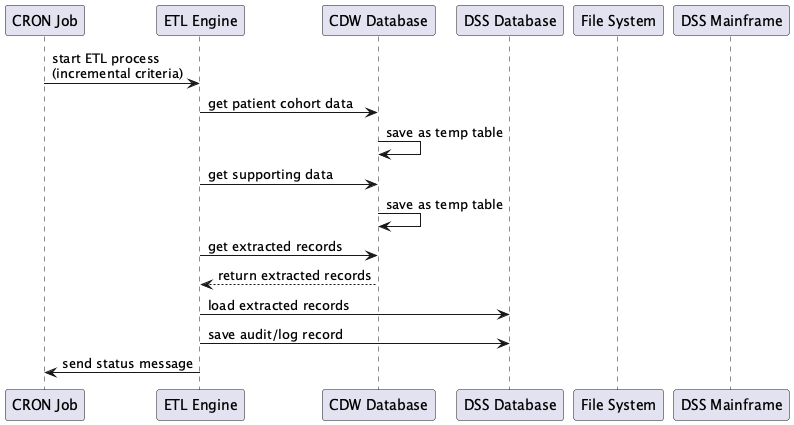 CRON Job
ETL Engine
CDW Database
DSS Database
File System
DSS Mainframe
start ETL process
(incremental criteria)
get patient cohort data
save as temp table
get supporting data
save as temp table
get extracted records
return extracted records
load extracted records
save audit/log record
send status message
CRON Job
ETL Engine
CDW Database
DSS Database
File System
DSS Mainframe